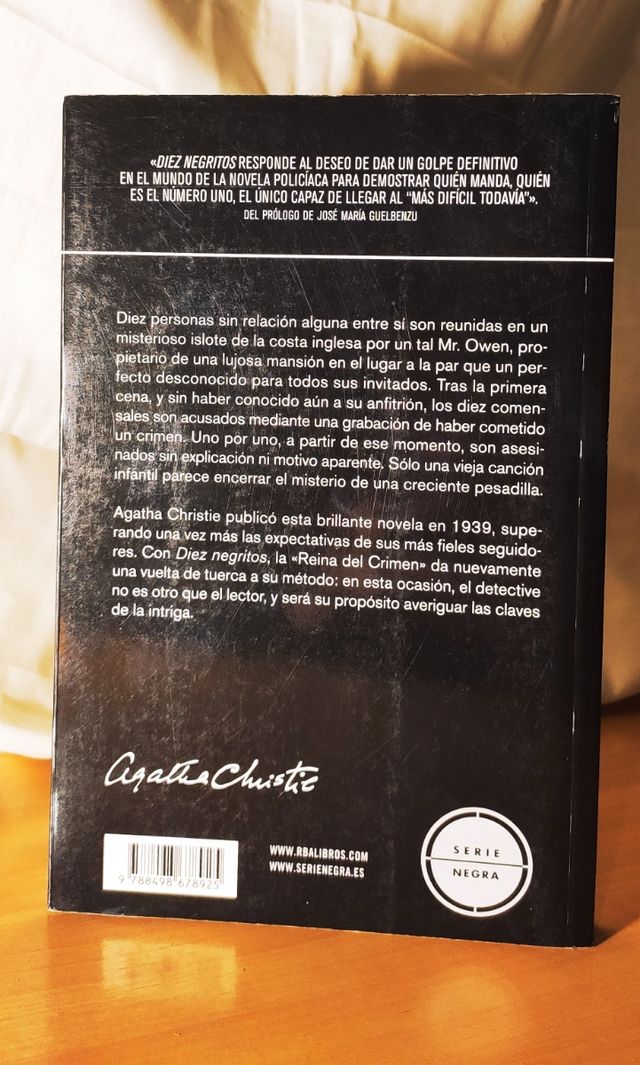 «DIEZ NEGRITOS RESPONDE AL DESEO DE DAR UN GOLPE DEFINITIVO
EN EL MUNDO DE LA NOVELA POLICÍACA PARA DEMOSTRAR QUIÉN MANDA, QUIÉN
ES EL NÚMERO UNO, EL ÚNICO CAPAZ DE LLEGAR AL “MÁS DIFÍCIL TODAVÍA”».
DEL PRÓLOGO DE JOSÉ MARÍA GUELBENZU
Diez personas sin relación alguna entre sí son reunidas en un
misterioso islote de la costa inglesa por un tal Mr. Owen, pro-
pietario de una lujosa mansión en el lugar a la par que un per-
fecto desconocido para todos sus invitados. Tras la primera
cena, y sin haber conocido aún a su anfitrión, los diez comen-
sales son acusados mediante una grabación de haber cometido
un crimen. Uno por uno, a partir de ese momento, son asesi-
nados sin explicación ni motivo aparente. Sólo una vieja canción
infantil parece encerrar el misterio de una creciente pesadilla.
Agatha Christie publicó esta brillante novela en 1939, supe-
rando una vez más las expectativas de sus más fieles seguido-
res. Con Diez negritos, la «Reina del Crimen» da nuevamente
una vuelta de tuerca a su método: en esta ocasión, el detective
no es otro que el lector, y será su propósito averiguar las claves
de la intriga.
Agatha Christie
9 788498 678925
WWW.RBALIBROS.COM
WWW.SERIENEGRA.ES
SERIE
NEGRA